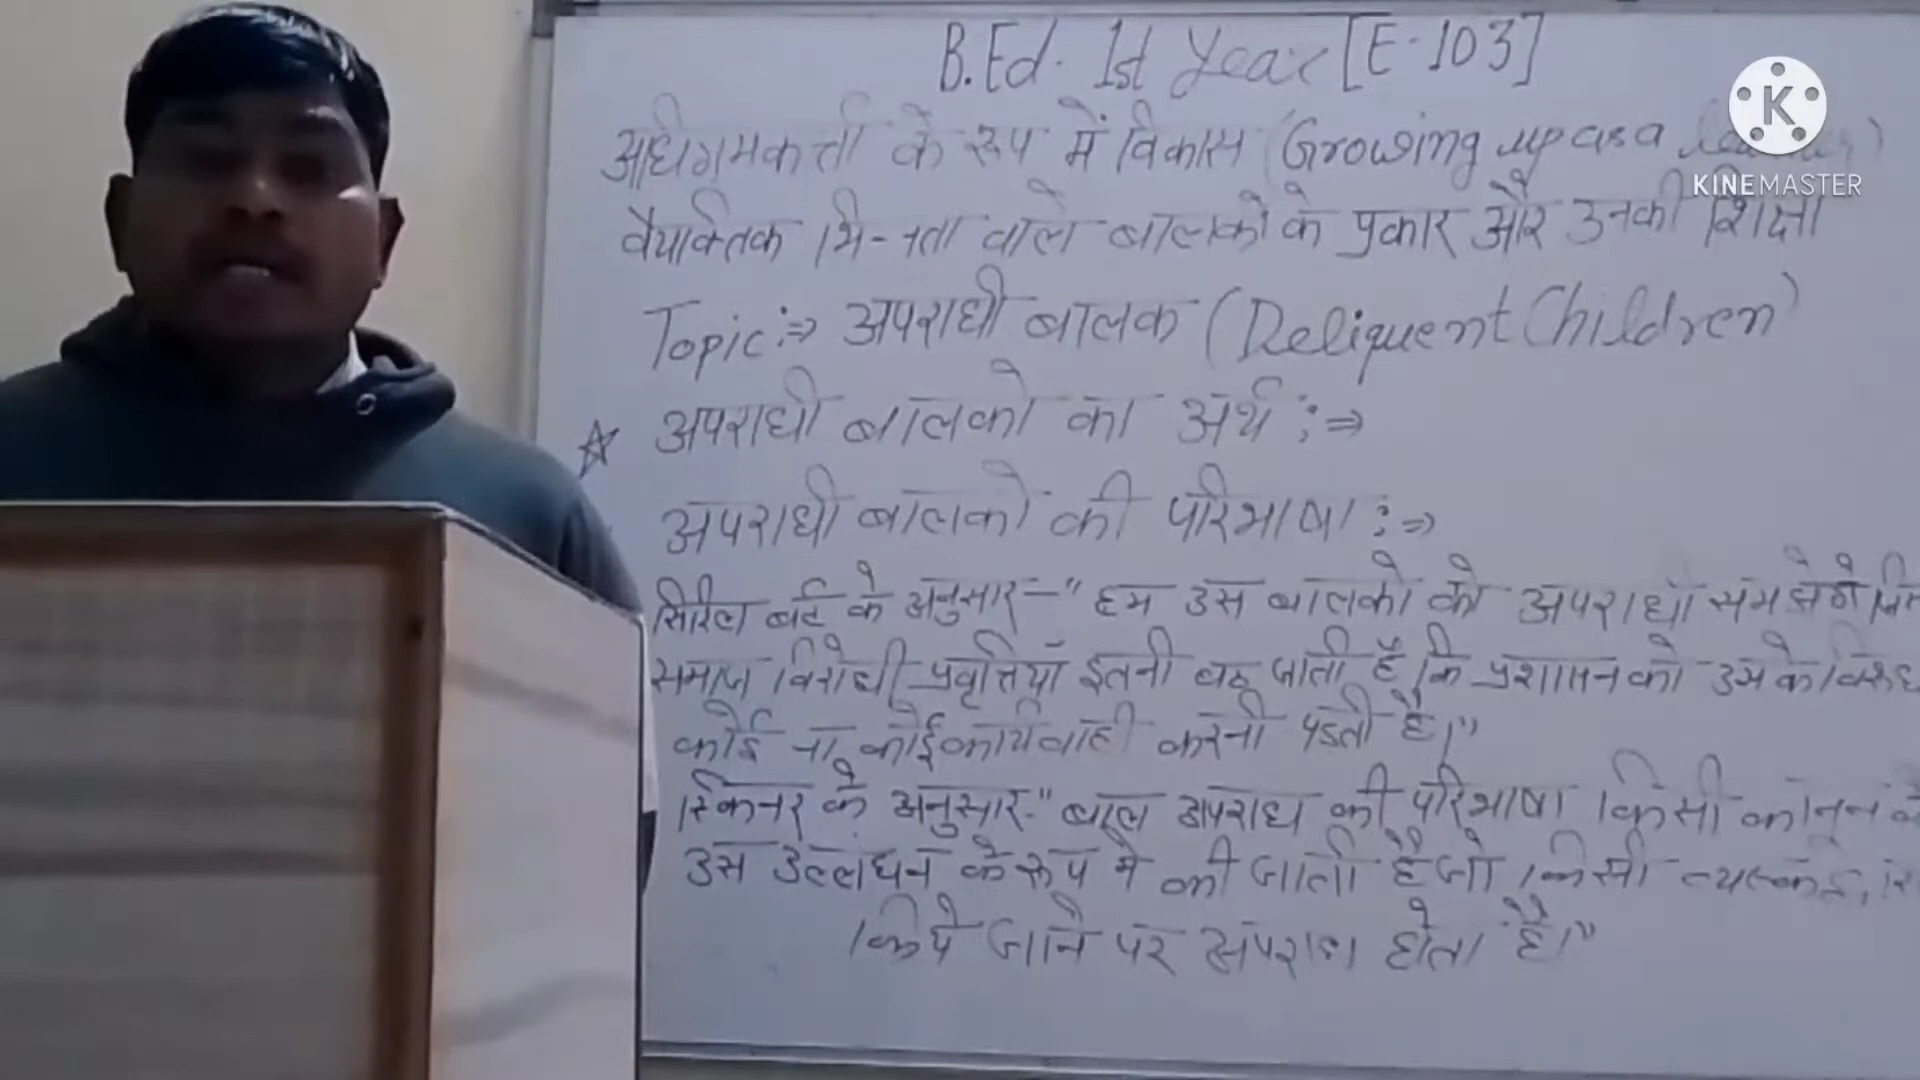 B.Ed. 1st Year [E-103]
अधिगमकर्त्ता के रूप में विकास (Growing up as a
वैयक्तिक भिन्नता वाले बालकों के प्रकार और उनकी शिक्षा
Topic:⇒ अपराधी बालक (Deliquent Children)
☆ अपराधी बालकों का अर्थ :⇒
अपराधी बालकों की परिभाषा :⇒
सिरिल बर्ट के अनुसार-"हम उस बालकों को अपराधी समझेगे
समाज विरोधी प्रवृत्तियाँ इतनी बढ़ जाती है कि प्रशासन को उसके विरुध
कोई ना कोई कार्यवाही करनी पडती है।"
स्किनर के अनुसार-"बाल अपराध की परिभाषा किसी कानून के
उस उल्लंघन के रूप मे की जाती है जो किसी
किये जाने पर अपराध होता है।"
K
KINEMASTER